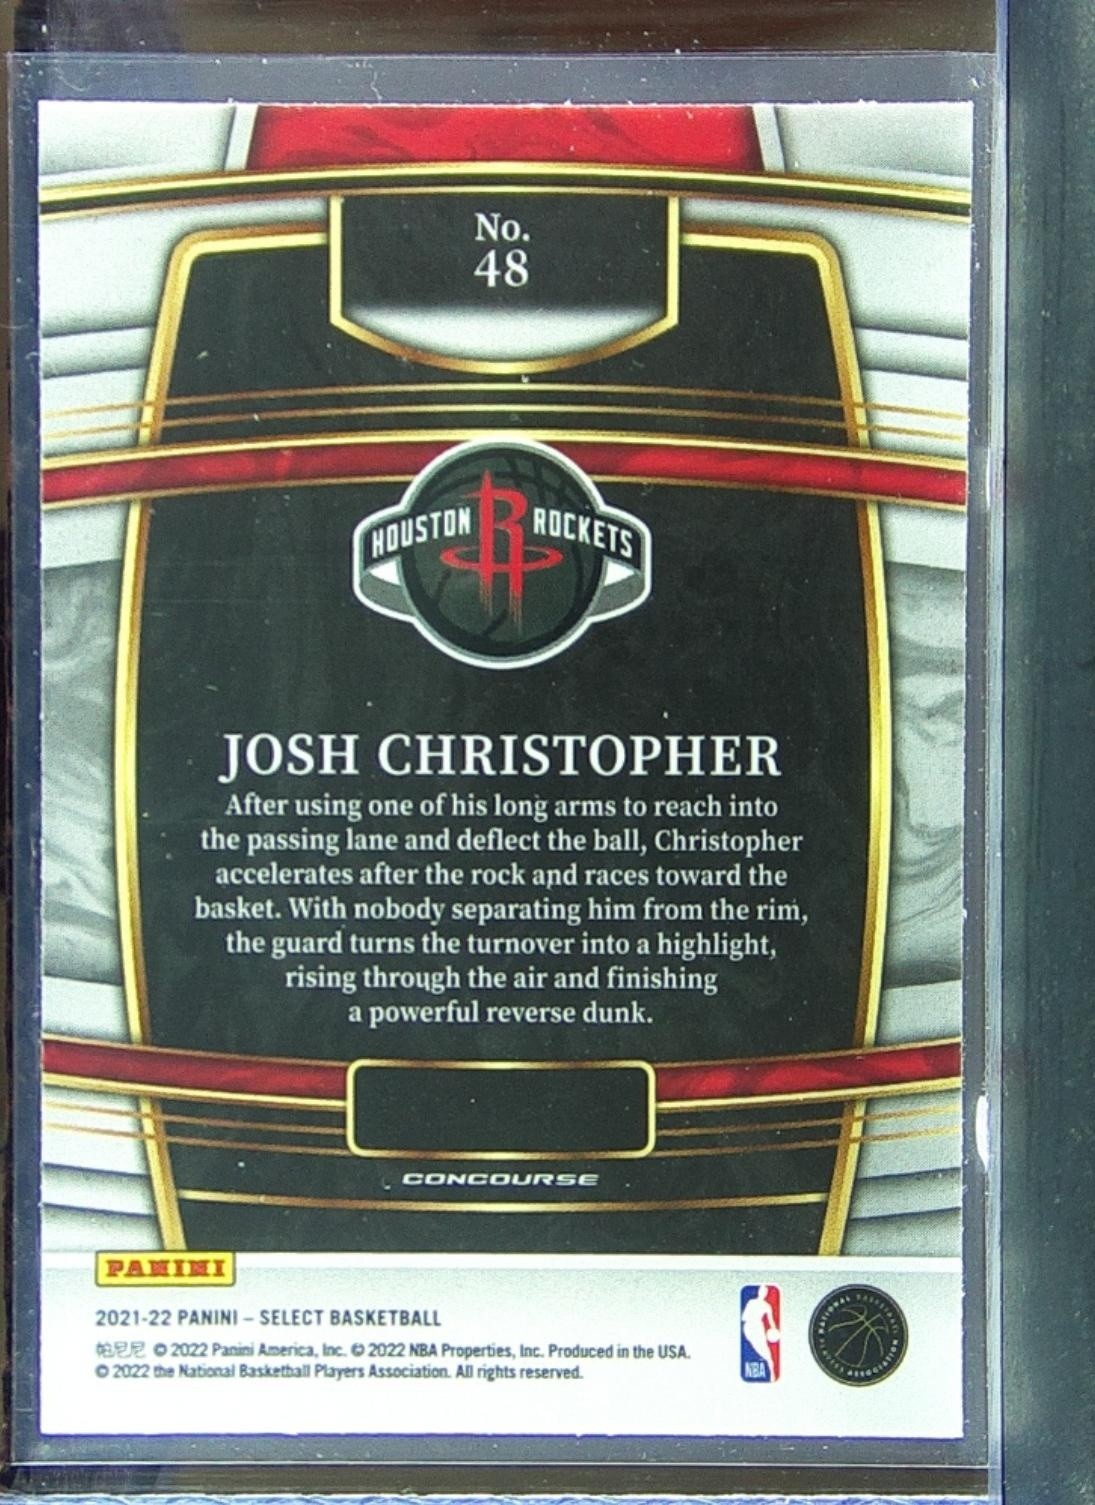 No.
48
HOUSTON ROCKETS
JOSH CHRISTOPHER
After using one of his long arms to reach into
the passing lane and deflect the ball, Christopher
accelerates after the rock and races toward the
basket. With nobody separating him from the rim,
the guard turns the turnover into a highlight,
rising through the air and finishing
a powerful reverse dunk.
CONCOURSE
PANINI
2021-22 PANINI – SELECT BASKETBALL
帕尼尼 © 2022 Panini America, Inc. © 2022 NBA Properties, Inc. Produced in the USA.
© 2022 the National Basketball Players Association. All rights reserved.
NBA
NATIONAL BASKETBALL PLAYERS ASSOCIATION